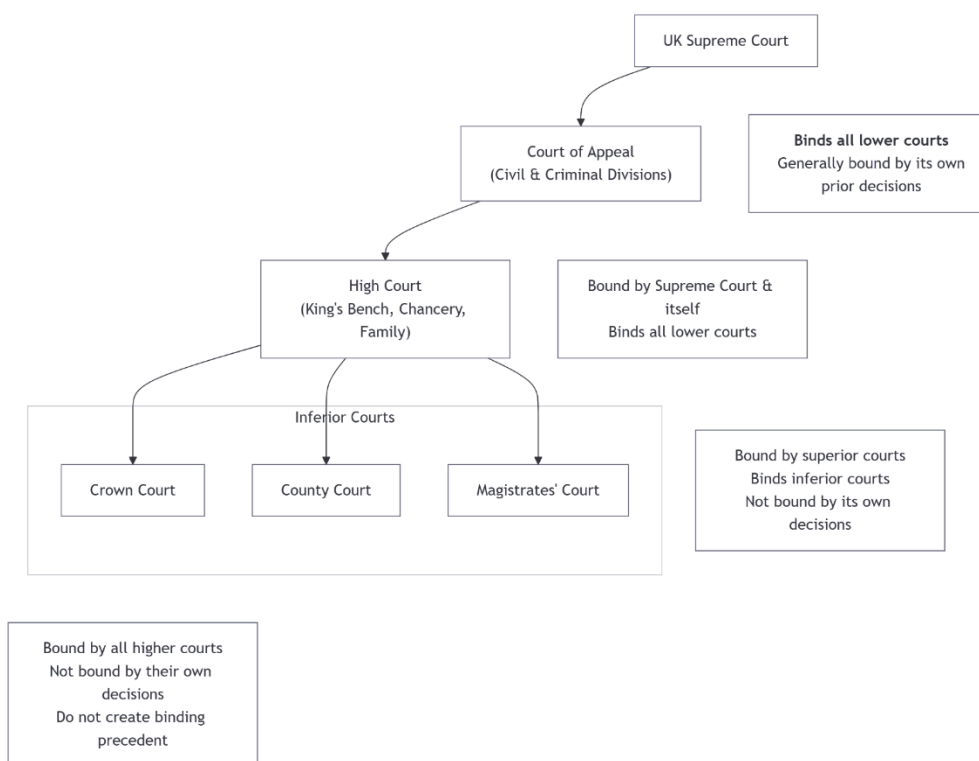 UK Supreme Court
Court of Appeal
(Civil & Criminal Divisions)
Binds all lower courts
Generally bound by its own
prior decisions
High Court
(King's Bench, Chancery,
Family)
Bound by Supreme Court &
itself
Binds all lower courts
Inferior Courts
Crown Court
County Court
Magistrates' Court
Bound by superior courts
Binds inferior courts
Not bound by its own
decisions
Bound by all higher courts
Not bound by their own
decisions
Do not create binding
precedent